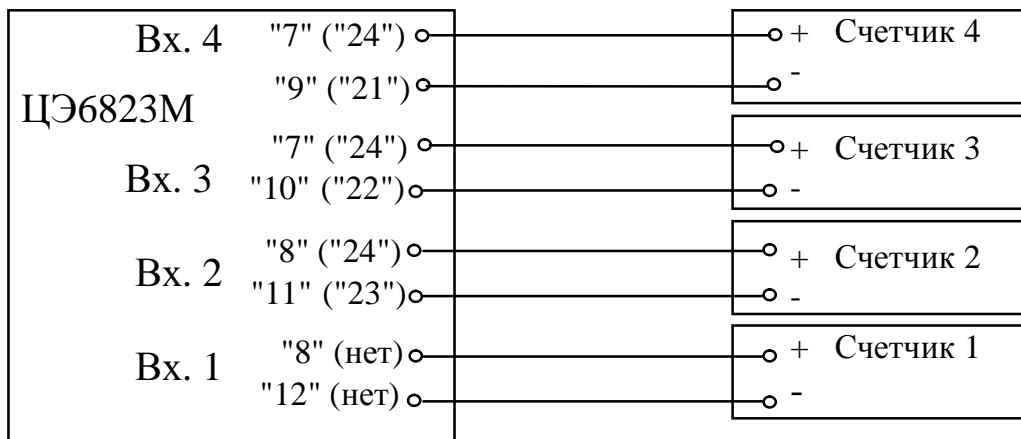 Вх. 4 "7" ("24") + Счетчик 4
"9" ("21") -
ЦЭ6823М
"7" ("24") + Счетчик 3
Вх. 3 "10" ("22") -
"8" ("24") + Счетчик 2
Вх. 2 "11" ("23") -
"8" (нет) + Счетчик 1
Вх. 1 "12" (нет) -